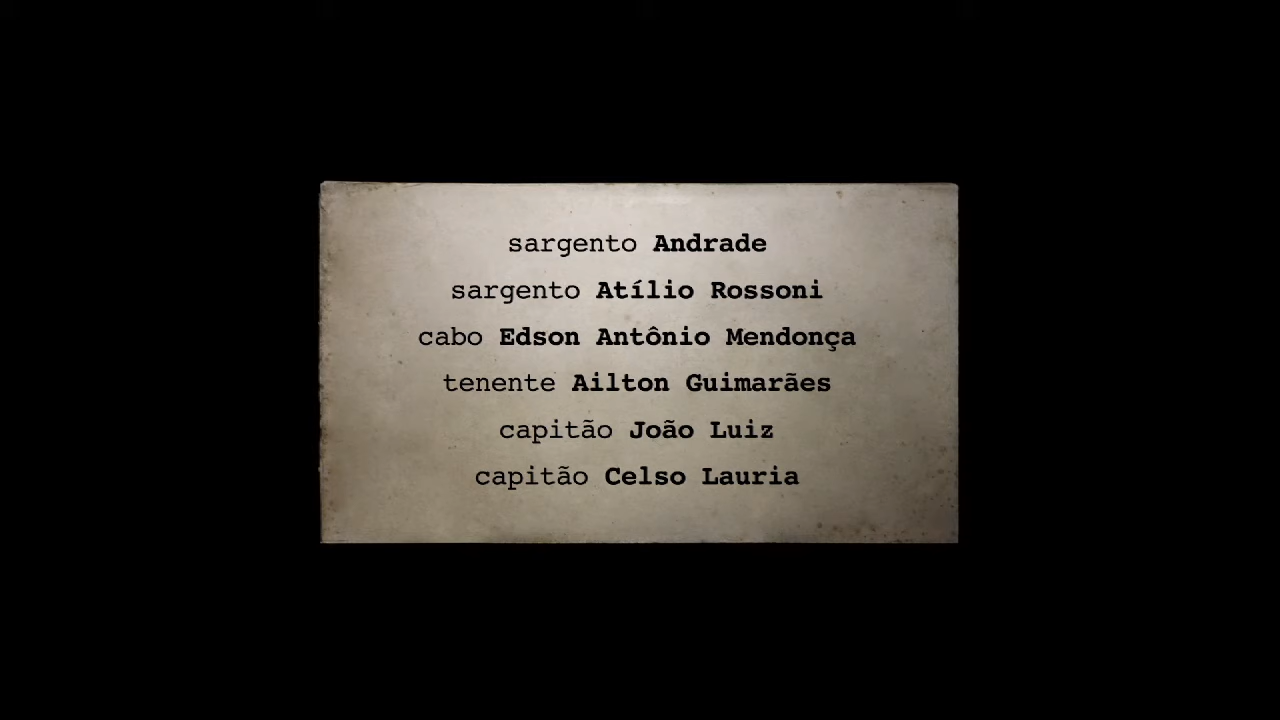 sargento Andrade
sargento Atílio Rossoni
cabo Edson Antônio Mendonça
tenente Ailton Guimarães
capitão João Luiz
capitão Celso Lauria